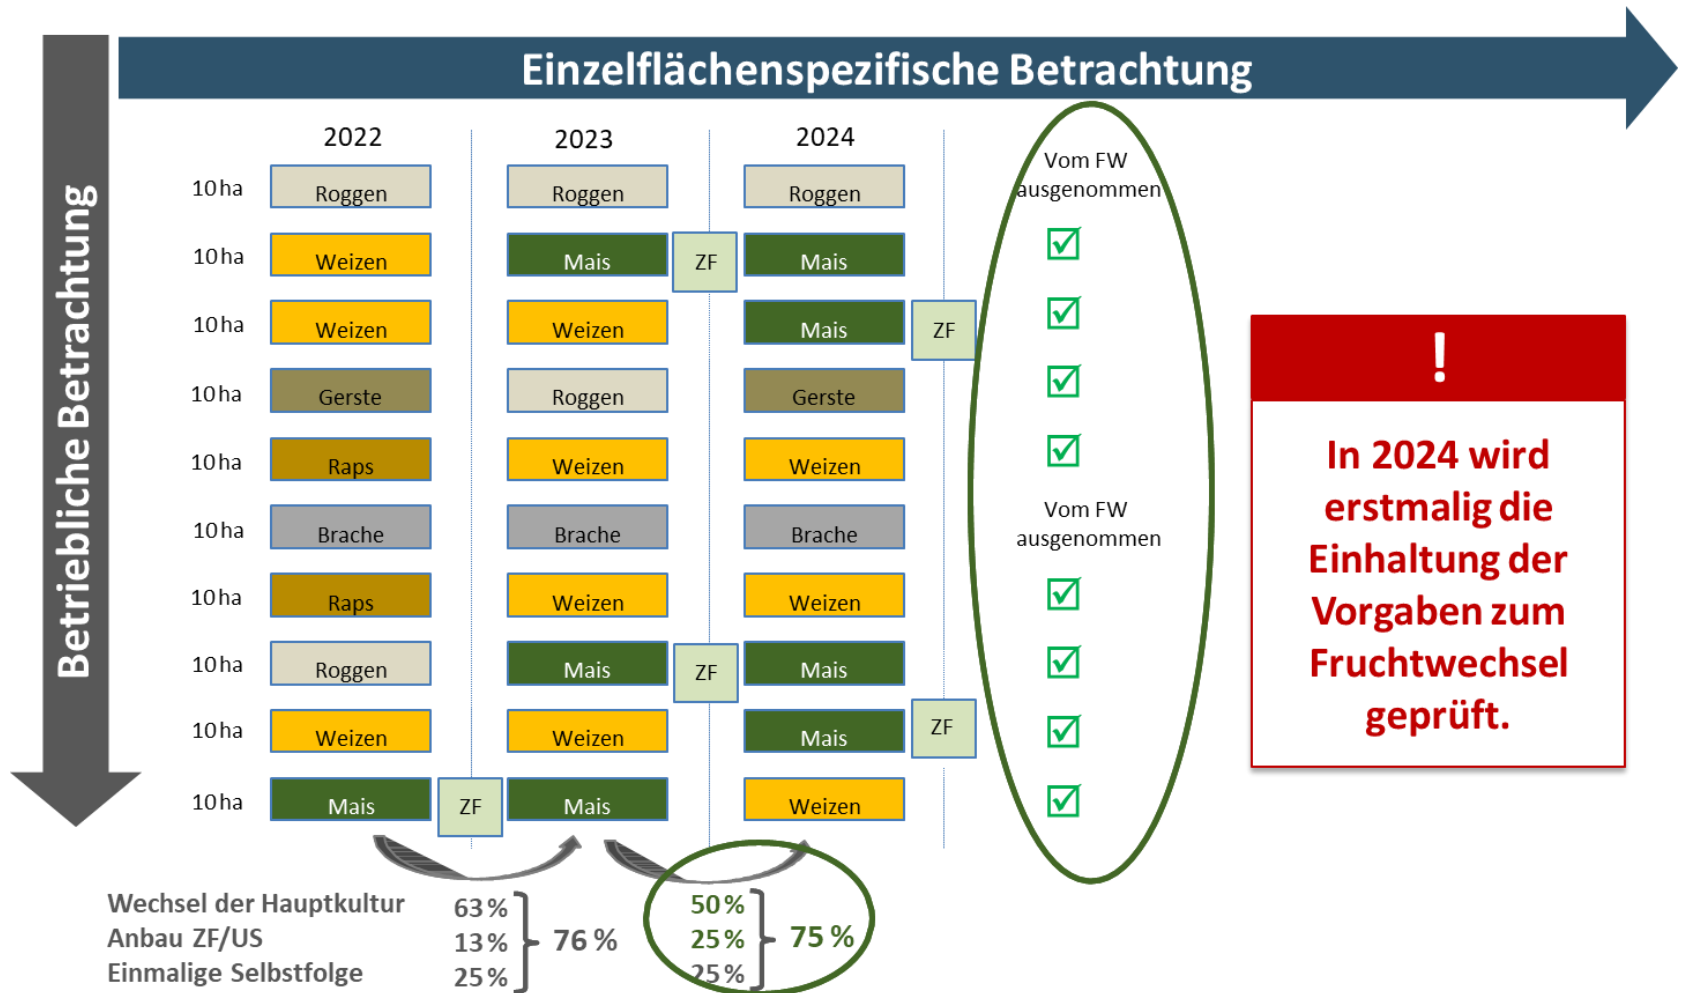 Einzelflächenspezifische Betrachtung
Betriebliche Betrachtung
2022 2023 2024
10 ha Roggen Roggen Roggen Vom FW
ausgenommen
10 ha Weizen Mais ZF Mais
10 ha Weizen Weizen Mais ZF
10 ha Gerste Roggen Gerste
10 ha Raps Weizen Weizen
10 ha Brache Brache Brache Vom FW
ausgenommen
10 ha Raps Weizen Weizen
10 ha Roggen Mais ZF Mais
10 ha Weizen Weizen Mais ZF
10 ha Mais ZF Mais Weizen
!
In 2024 wird
erstmalig die
Einhaltung der
Vorgaben zum
Fruchtwechsel
geprüft.
Wechsel der Hauptkultur 63 % 50 %
Anbau ZF/US 13 % 76 % 25 % 75 %
Einmalige Selbstfolge 25 % 25 %